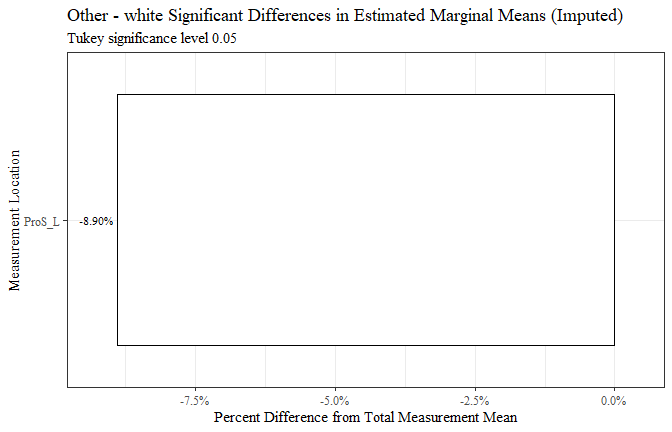 Other - white Significant Differences in Estimated Marginal Means (Imputed)
Tukey significance level 0.05
Measurement Location
ProS_L
-8.90%
-7.5%
-5.0%
-2.5%
0.0%
Percent Difference from Total Measurement Mean